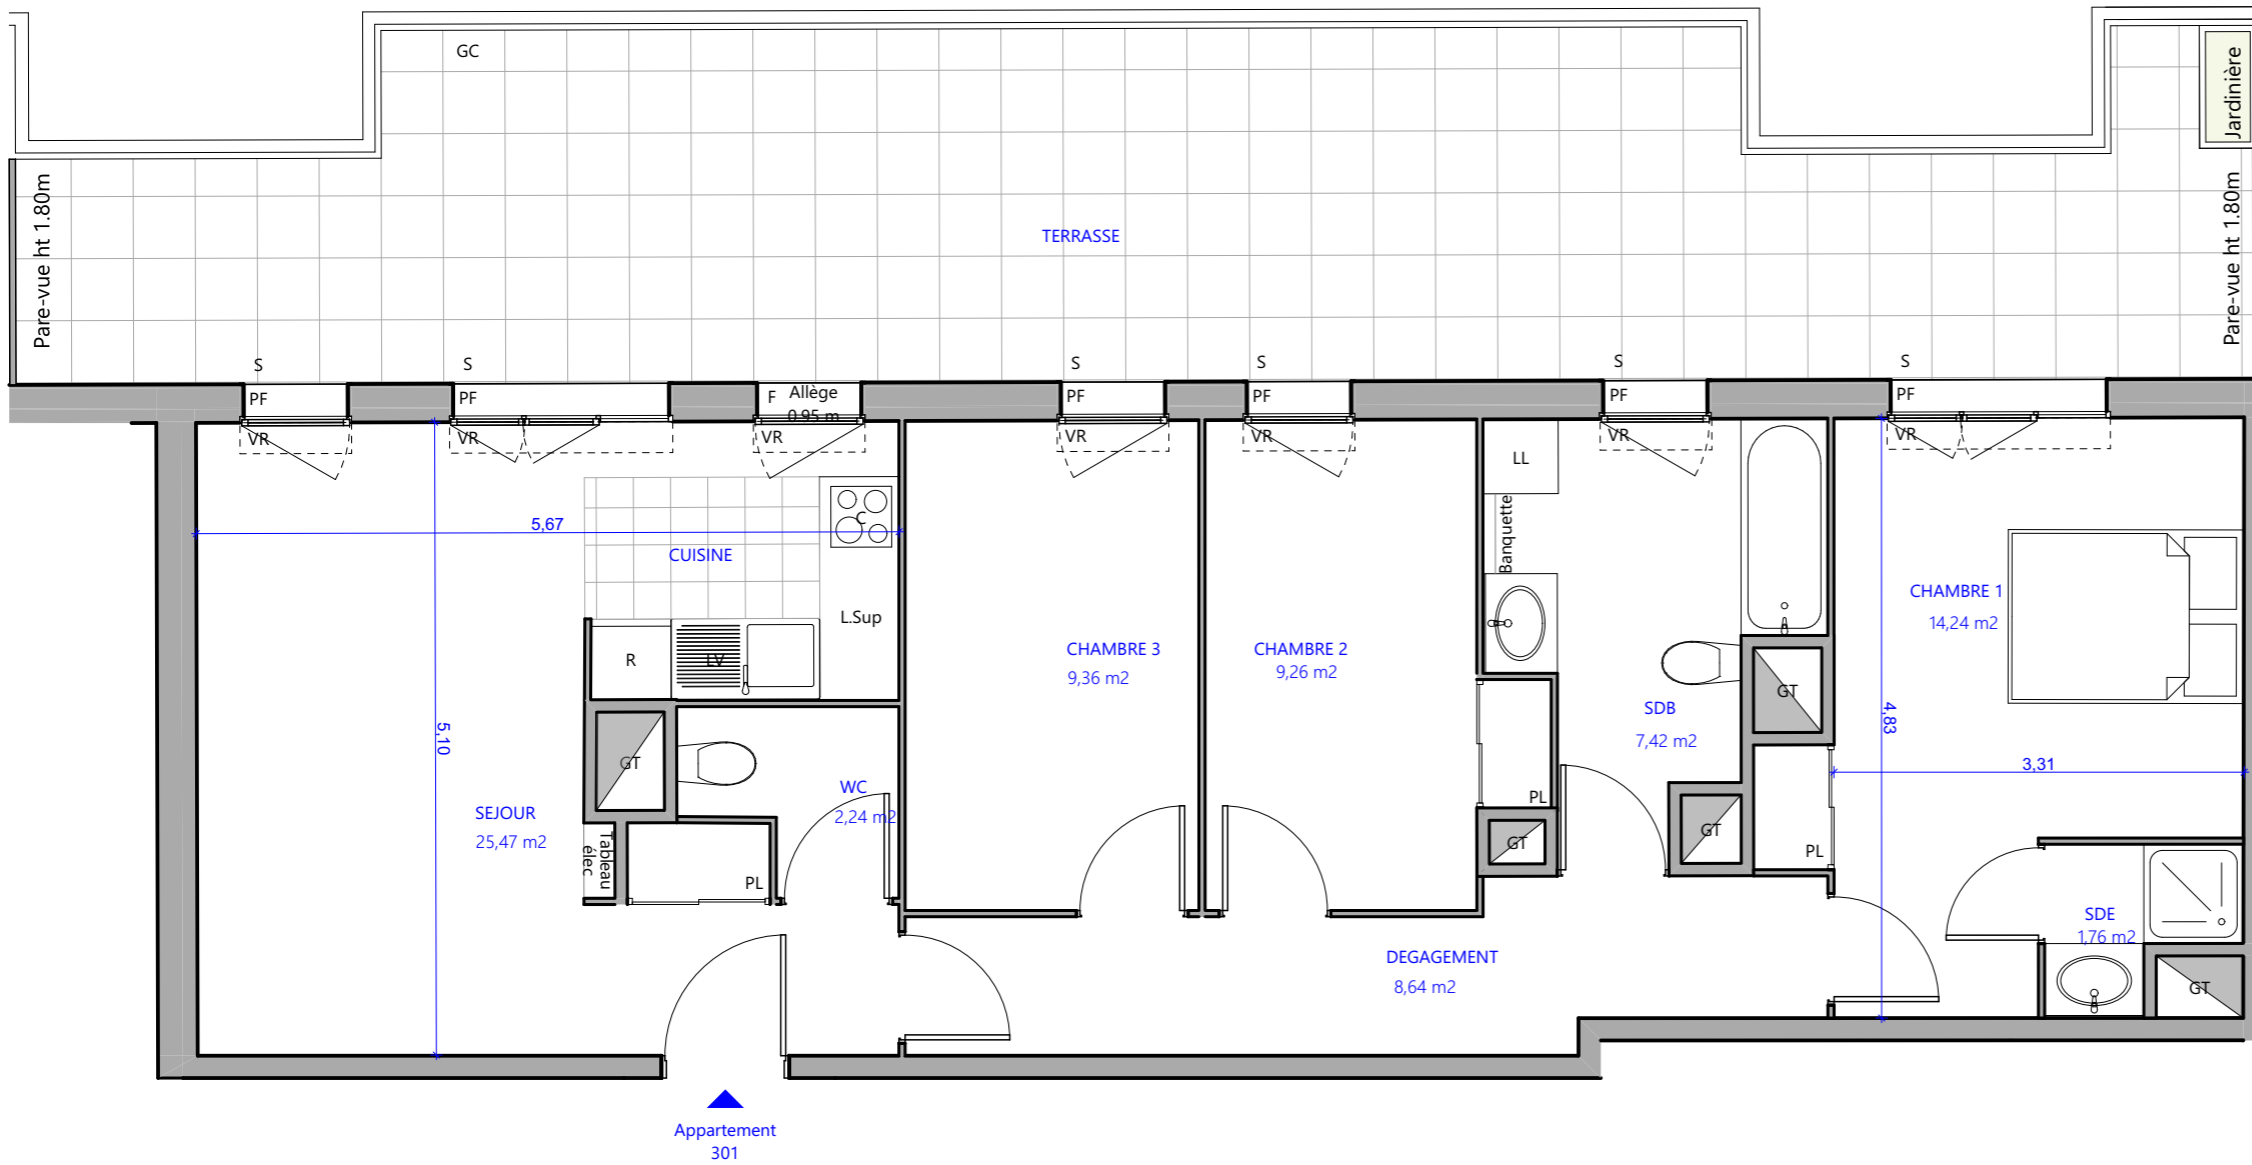 GC
Jardinière
Pare-vue ht 1.80m
Pare-vue ht 1.80m
TERRASSE
S
S
S
S
S
S
PF
PF
F
Allège
0.95 m
PF
PF
PF
PF
VR
VR
VR
VR
VR
VR
VR
LL
Banquette
5,67
C
CUISINE
L.Sup
R
LV
CHAMBRE 1
14,24 m2
CHAMBRE 3
9,36 m2
CHAMBRE 2
9,26 m2
SDB
7,42 m2
GT
5,10
4,83
GT
3,31
WC
2,24 m2
PL
SEJOUR
25,47 m2
Tableau
élec
GT
GT
PL
PL
SDE
1,76 m2
DEGAGEMENT
8,64 m2
GT
Appartement
301